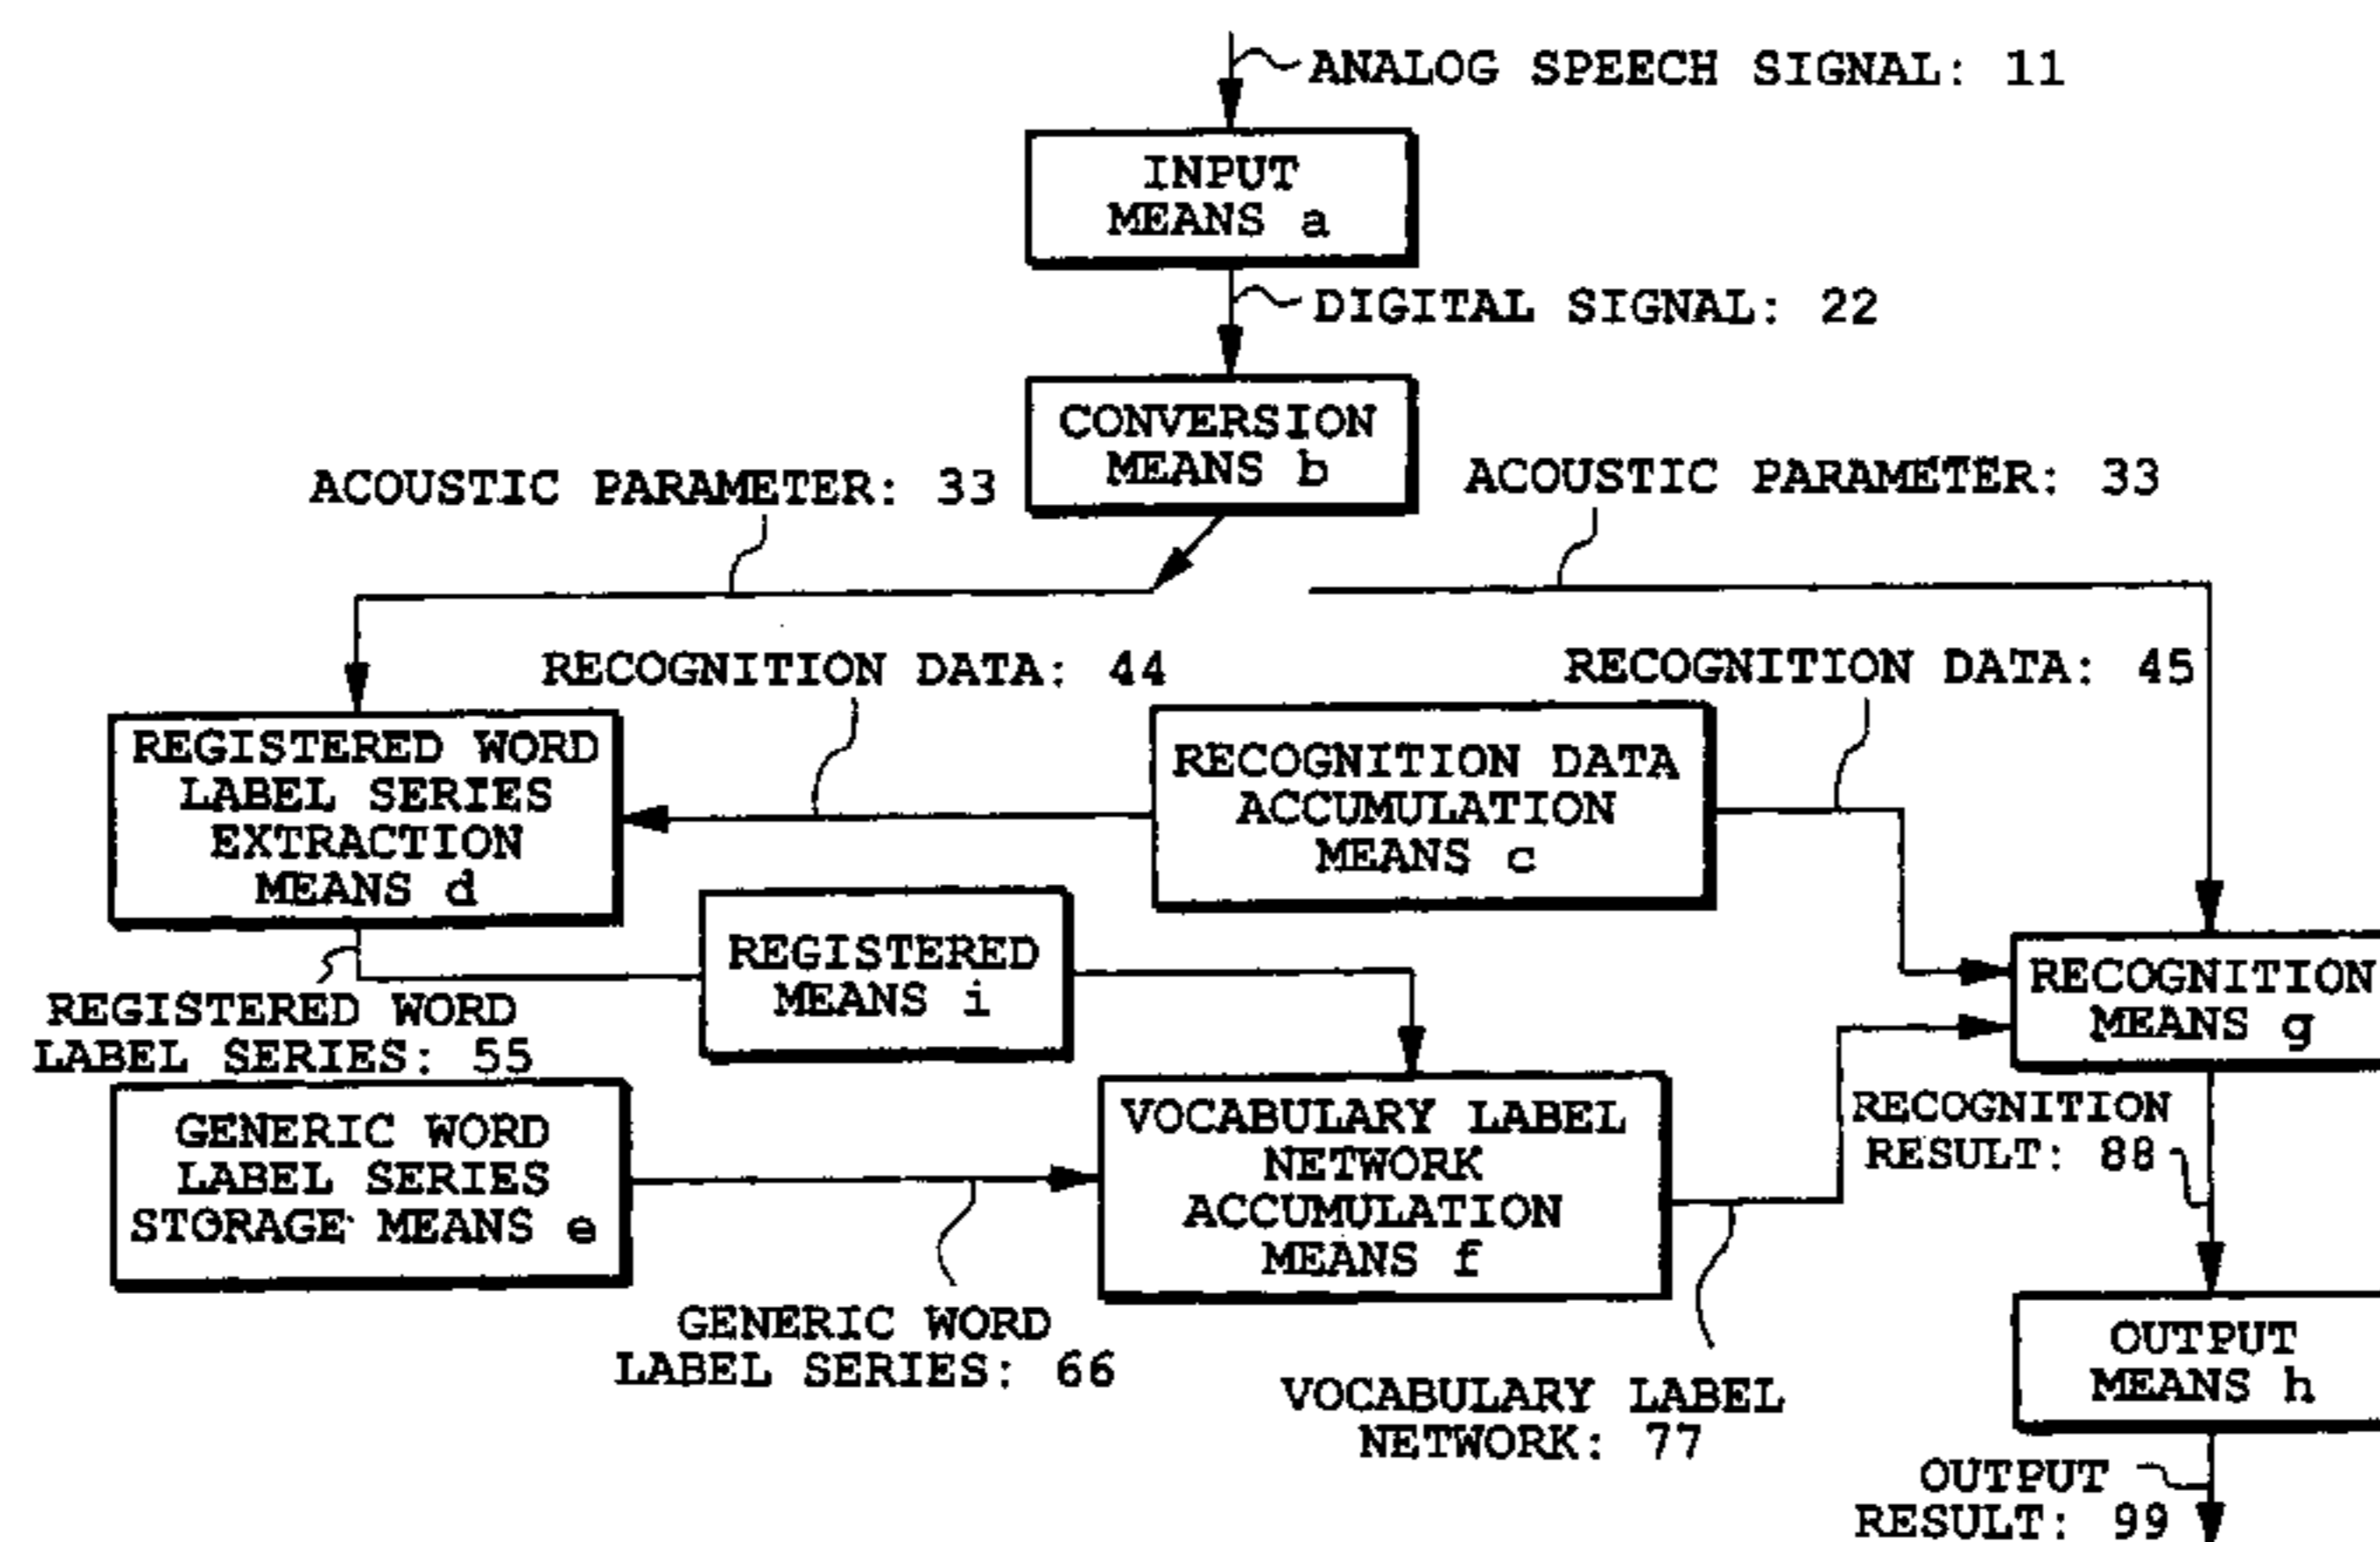 ANALOG SPEECH SIGNAL: 11
INPUT
MEANS a
DIGITAL SIGNAL: 22
CONVERSION
MEANS b
ACOUSTIC PARAMETER: 33
ACOUSTIC PARAMETER: 33
RECOGNITION DATA: 44
RECOGNITION DATA: 45
REGISTERED WORD
LABEL SERIES
EXTRACTION
MEANS d
RECOGNITION DATA
ACCUMULATION
MEANS c
REGISTERED
MEANS i
RECOGNITION
MEANS g
REGISTERED WORD
LABEL SERIES: 55
GENERIC WORD
LABEL SERIES
STORAGE MEANS e
VOCABULARY LABEL
NETWORK
ACCUMULATION
MEANS f
RECOGNITION
RESULT: 88
GENERIC WORD
LABEL SERIES: 66
VOCABULARY LABEL
NETWORK: 77
OUTPUT
MEANS h
OUTPUT
RESULT: 99